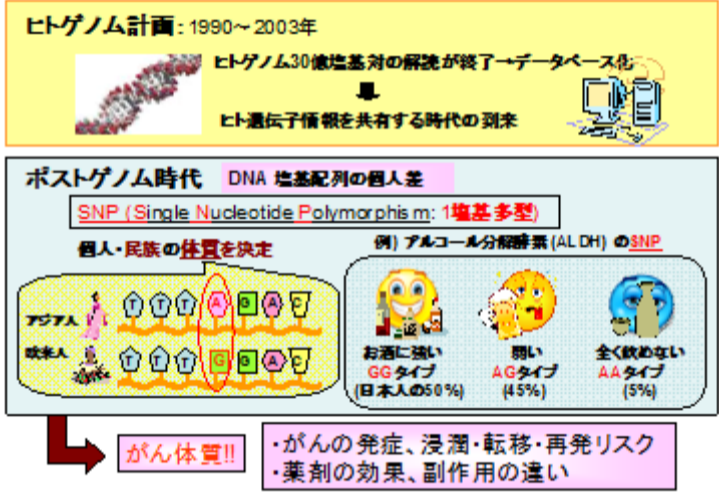 ヒトゲノム計画：1990～2003年
ヒトゲノム30億塩基対の解読が終了→データベース化
ヒト遺伝子情報を共有する時代の到来
ポストゲノム時代 DNA 塩基配列の個人差
SNP (Single Nucleotide Polymorphism: 1塩基多型)
個人・民族の体質を決定
アジア人 T T T A G A C
欧米人 T T T G G A C
例) アルコール分解酵素(ALDH) のSNP
お酒に強い
GGタイプ
(日本人の50%)
弱い
AGタイプ
(45%)
全く飲めない
AAタイプ
(5%)
がん体質!!
・がんの発症、浸潤・転移・再発リスク
・薬剤の効果、副作用の違い